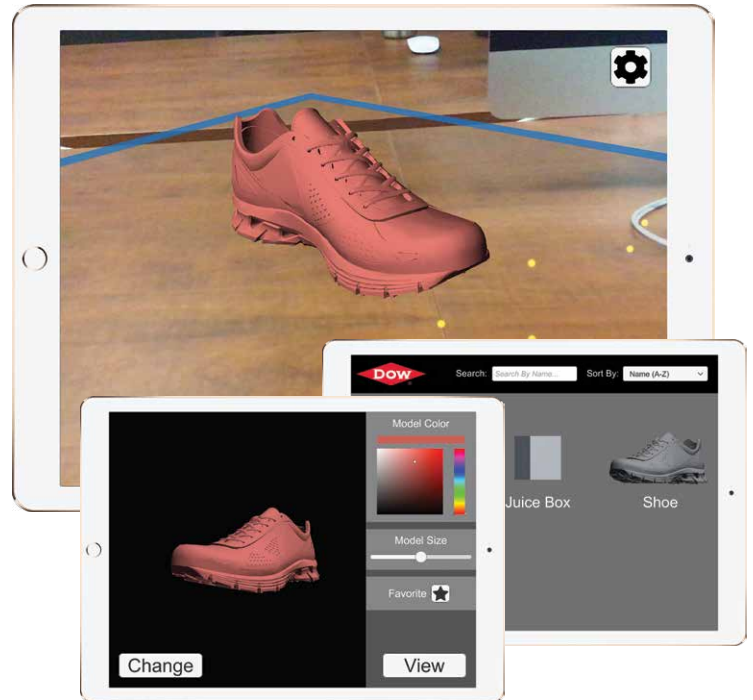 DOW
Search:
Search By Name...
Sort By:
Name (A-Z)
Juice Box
Shoe
Model Color
Model Size
Favorite
Change
View